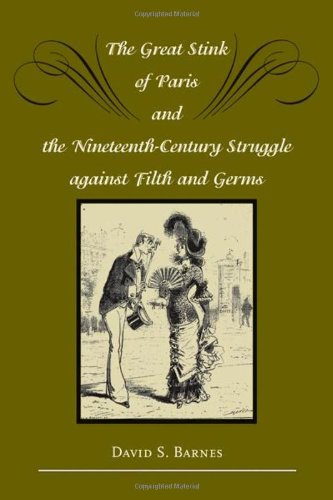 The Great Stink
of Paris
and
the Nineteenth-Century Struggle
against Filth and Germs
David S. Barnes